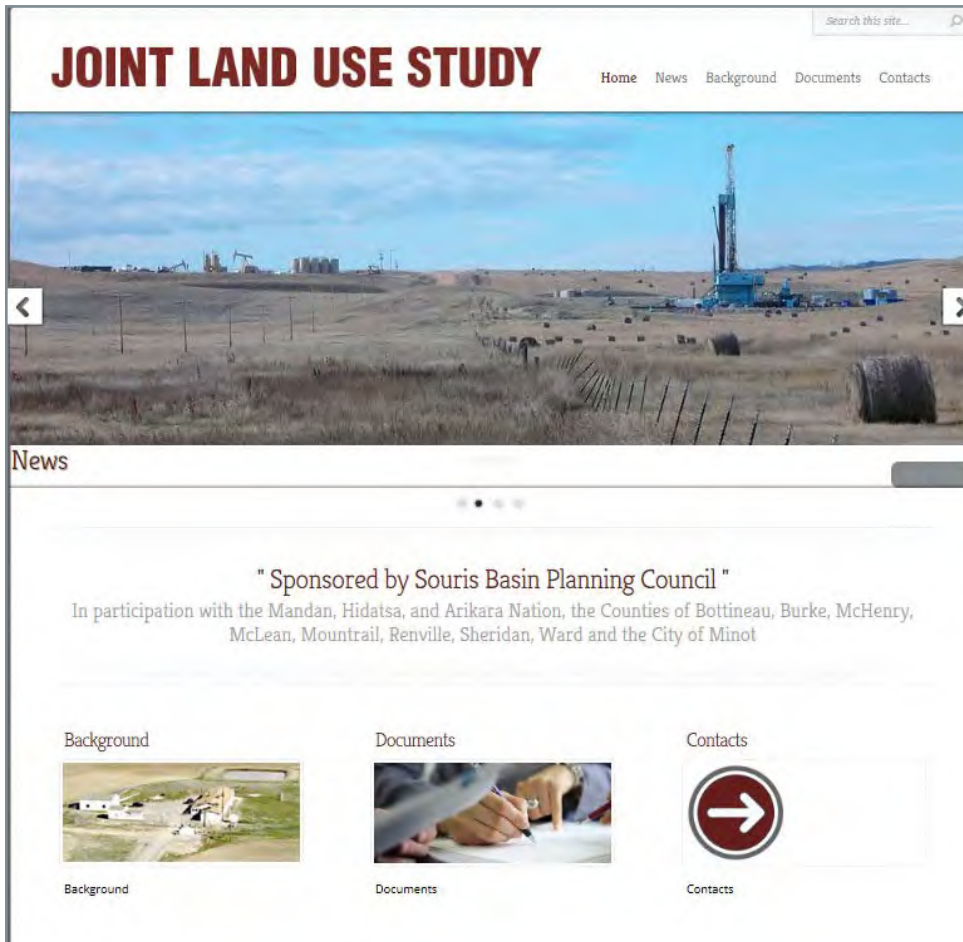 Search this site...
JOINT LAND USE STUDY
Home News Background Documents Contacts
News
" Sponsored by Souris Basin Planning Council "
In participation with the Mandan, Hidatsa, and Arikara Nation, the Counties of Bottineau, Burke, McHenry,
McLean, Mountrail, Renville, Sheridan, Ward and the City of Minot
Background
Documents
Contacts
Background
Documents
Contacts